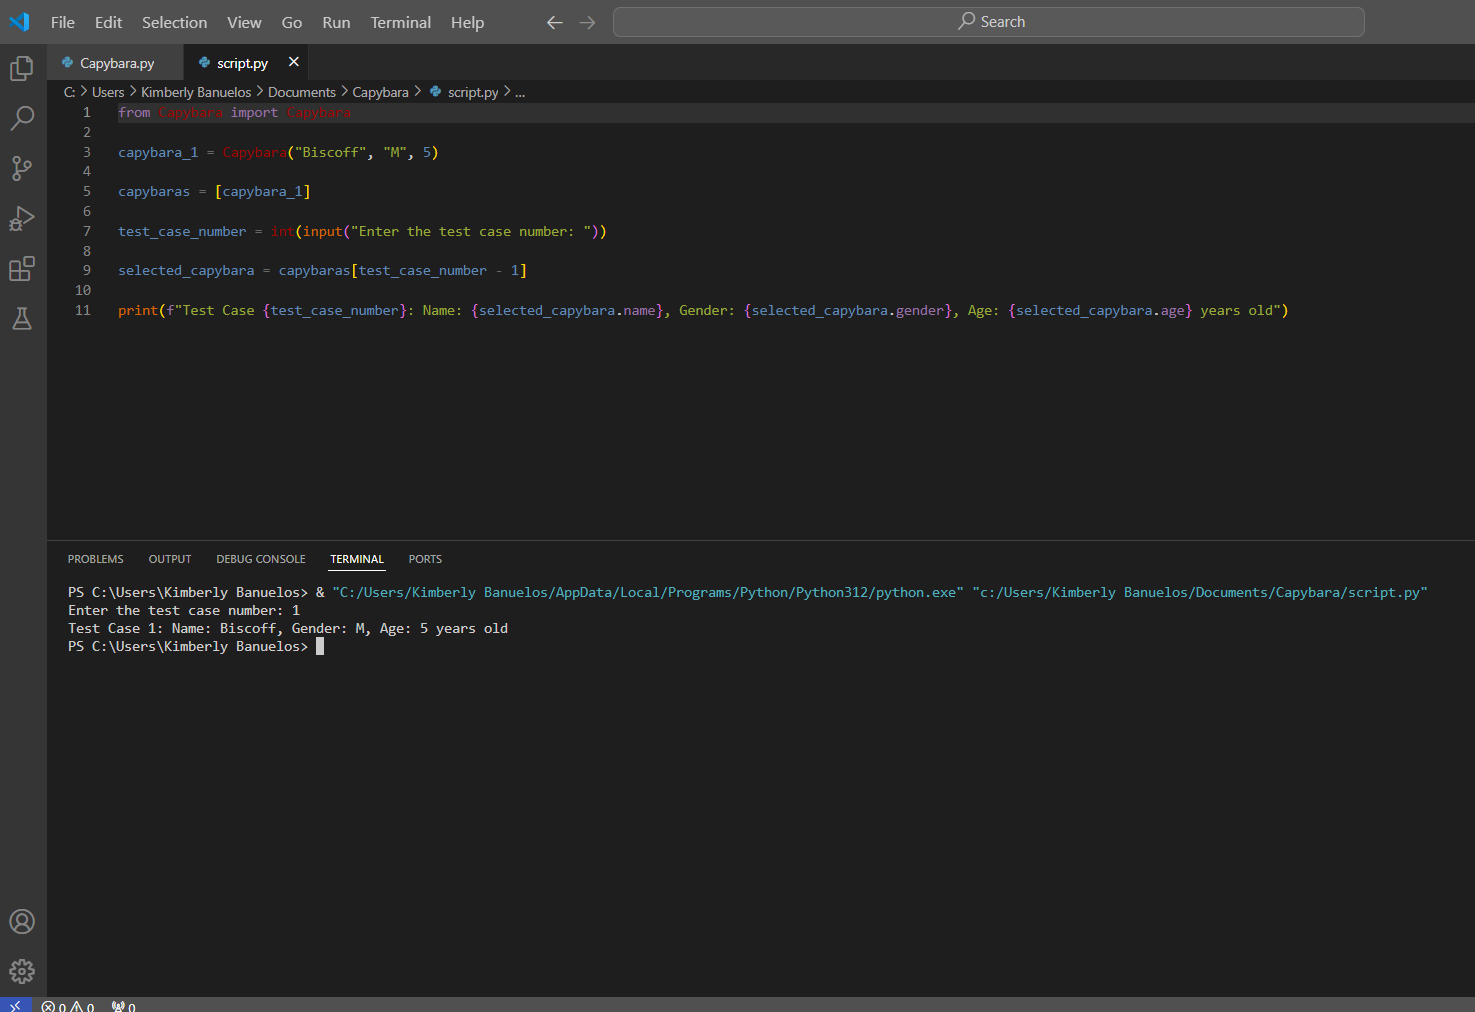 File Edit Selection View Go Run Terminal Help Search
Capybara.py script.py
C: > Users > Kimberly Banuelos > Documents > Capybara > script.py > ...
1 from Capybara import Capybara
2
3 capybara_1 = Capybara("Biscoff", "M", 5)
4
5 capybaras = [capybara_1]
6
7 test_case_number = int(input("Enter the test case number: "))
8
9 selected_capybara = capybaras[test_case_number - 1]
10
11 print(f"Test Case {test_case_number}: Name: {selected_capybara.name}, Gender: {selected_capybara.gender}, Age: {selected_capybara.age} years old")
PROBLEMS OUTPUT DEBUG CONSOLE TERMINAL PORTS
PS C:\Users\Kimberly Banuelos> & "C:/Users/Kimberly Banuelos/AppData/Local/Programs/Python/Python312/python.exe" "c:/Users/Kimberly Banuelos/Documents/Capybara/script.py"
Enter the test case number: 1
Test Case 1: Name: Biscoff, Gender: M, Age: 5 years old
PS C:\Users\Kimberly Banuelos>
0 0 0